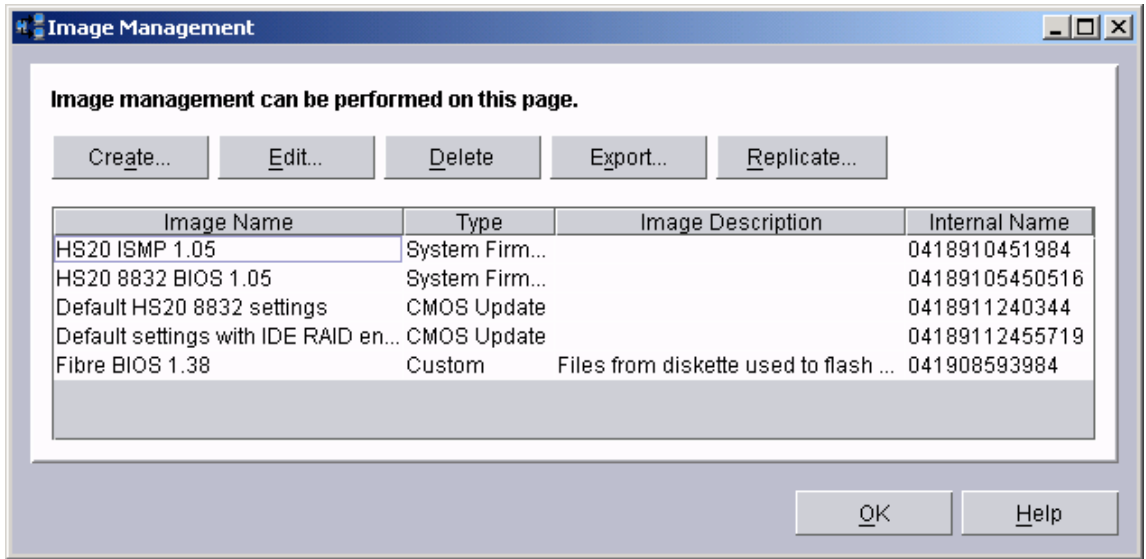 Image Management
Image management can be performed on this page.
Create... Edit... Delete Export... Replicate...
Image Name Type Image Description Internal Name
HS20 ISMP 1.05 System Firm... 0418910451984
HS20 8832 BIOS 1.05 System Firm... 04189105450516
Default HS20 8832 settings CMOS Update 0418911240344
Default settings with IDE RAID en... CMOS Update 04189112455719
Fibre BIOS 1.38 Custom Files from diskette used to flash ... 041908593984
OK Help